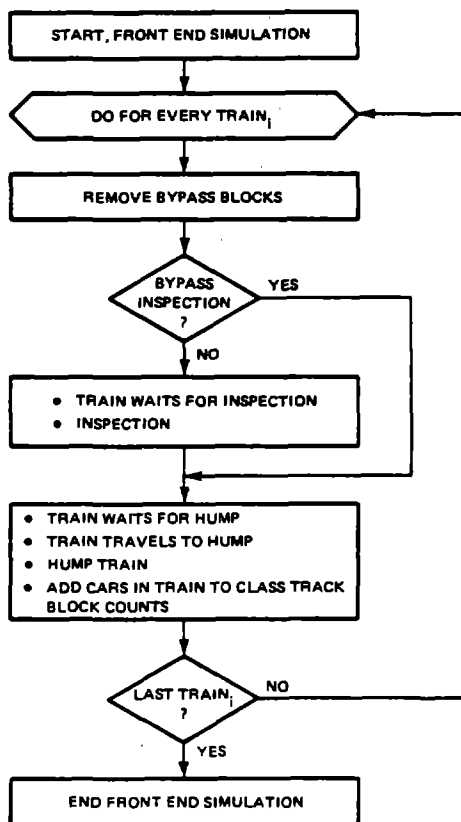 START, FRONT END SIMULATION
DO FOR EVERY TRAINi
REMOVE BYPASS BLOCKS
BYPASS
INSPECTION
?
YES
NO
• TRAIN WAITS FOR INSPECTION
• INSPECTION
• TRAIN WAITS FOR HUMP
• TRAIN TRAVELS TO HUMP
• HUMP TRAIN
• ADD CARS IN TRAIN TO CLASS TRACK
BLOCK COUNTS
LAST TRAINi
?
NO
YES
END FRONT END SIMULATION